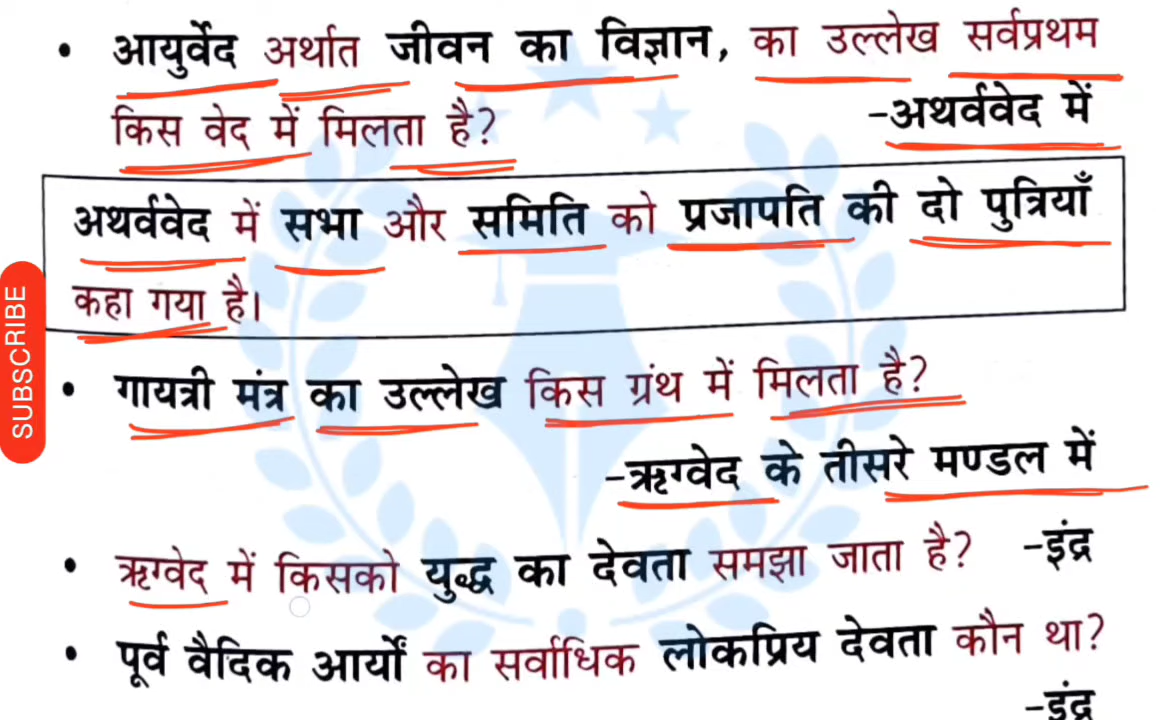 • आयुर्वेद अर्थात जीवन का विज्ञान, का उल्लेख सर्वप्रथम
किस वेद में मिलता है?
-अथर्ववेद में
अथर्ववेद में सभा और समिति को प्रजापति की दो पुत्रियाँ
कहा गया है।
• गायत्री मंत्र का उल्लेख किस ग्रंथ में मिलता है?
-ऋग्वेद के तीसरे मण्डल में
• ऋग्वेद में किसको युद्ध का देवता समझा जाता है? -इंद्र
• पूर्व वैदिक आर्यों का सर्वाधिक लोकप्रिय देवता कौन था?
-इंद्र
SUBSCRIBE